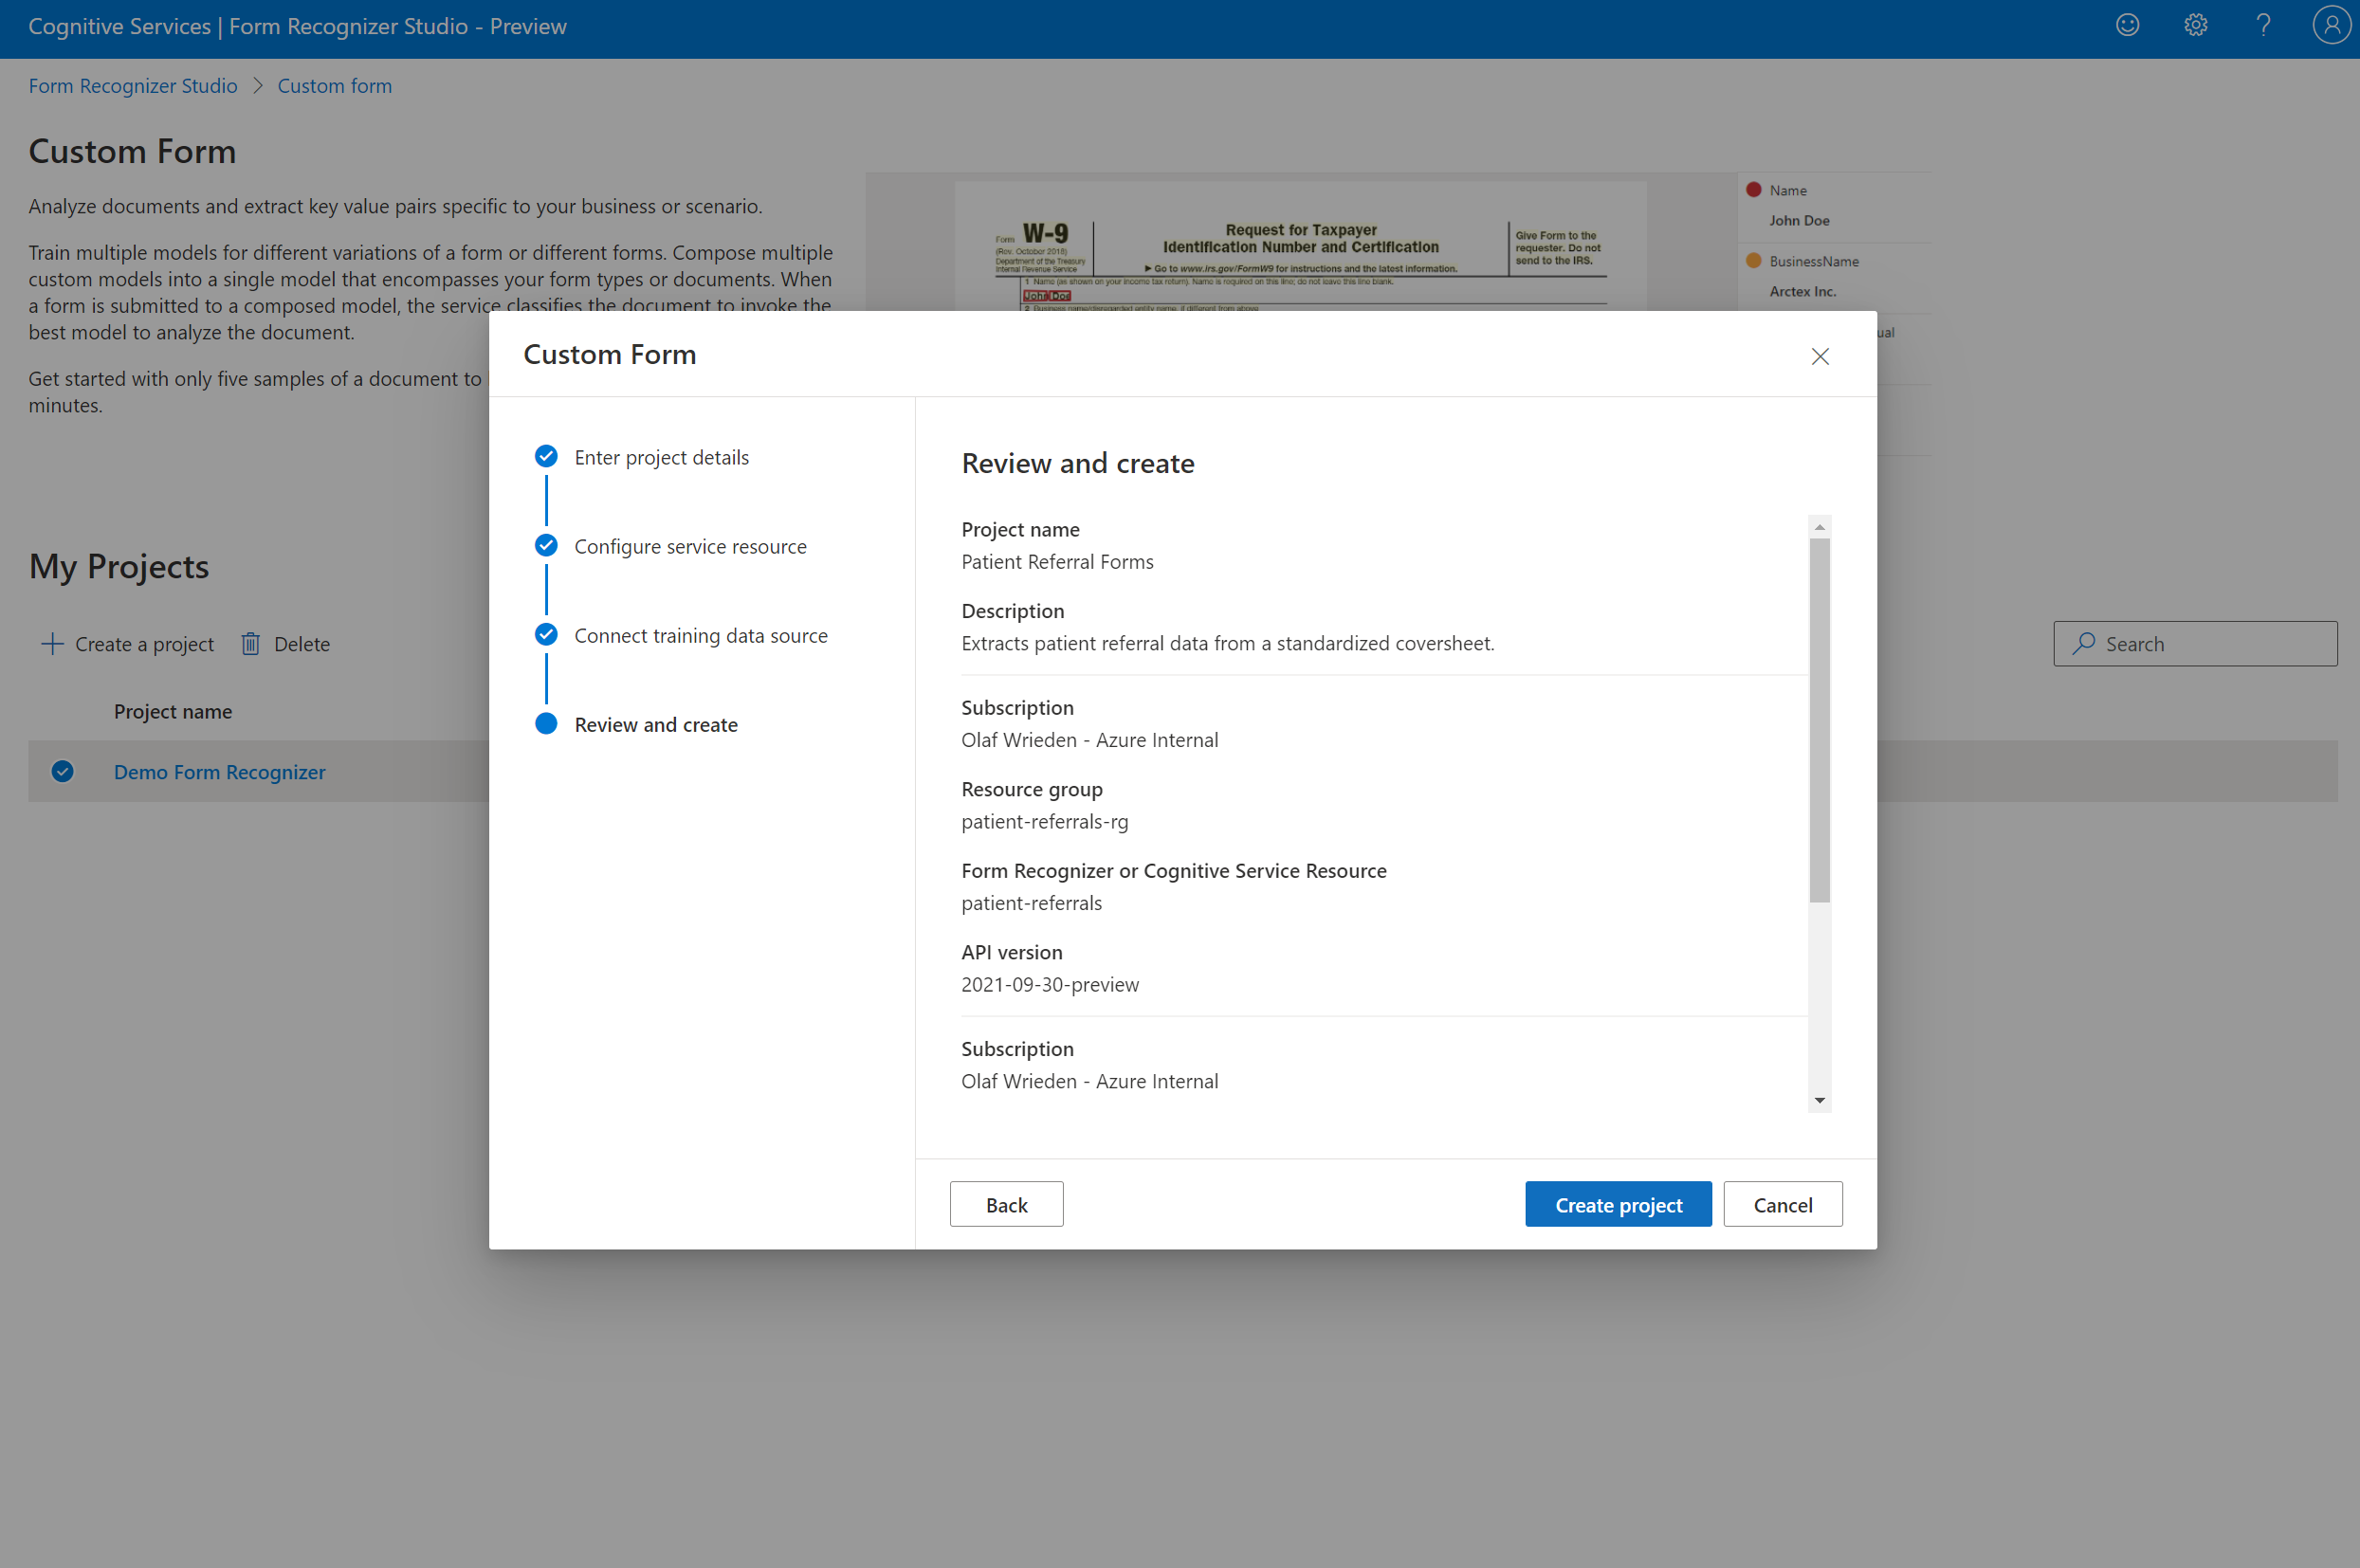 Cognitive Services | Form Recognizer Studio - Preview
Form Recognizer Studio > Custom form
Custom Form
Analyze documents and extract key value pairs specific to your business or scenario.
Train multiple models for different variations of a form or different forms. Compose multiple
custom models into a single model that encompasses your form types or documents. When
a form is submitted to a composed model, the service classifies the document to invoke the
best model to analyze the document.
Get started with only five samples of a document to
minutes.
Form W-9
(Rev. October 2018)
Department of the Treasury
Internal Revenue Service
Request for Taxpayer
Identification Number and Certification
▶ Go to www.irs.gov/FormW9 for instructions and the latest information.
Give Form to the
requester. Do not
send to the IRS.
1 Name (as shown on your income tax return). Name is required on this line; do not leave this line blank.
John Doe
2 Business name/disregarded entity name, if different from above
Name
John Doe
BusinessName
Arctex Inc.
ual
My Projects
Create a project
Delete
Search
Project name
Demo Form Recognizer
Custom Form
Enter project details
Configure service resource
Connect training data source
Review and create
Review and create
Project name
Patient Referral Forms
Description
Extracts patient referral data from a standardized coversheet.
Subscription
Olaf Wrieden - Azure Internal
Resource group
patient-referrals-rg
Form Recognizer or Cognitive Service Resource
patient-referrals
API version
2021-09-30-preview
Subscription
Olaf Wrieden - Azure Internal
Back
Create project
Cancel